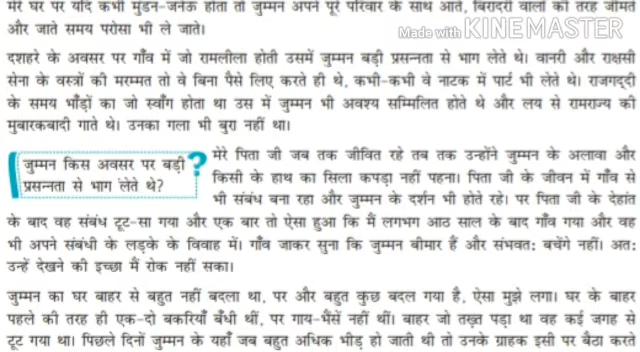 मेरे घर पर यदि कभी मुंडन-जनेऊ होता तो जुम्मन अपने पूरे परिवार के साथ आते, बिरादरी वालों की तरह जीमते
और जाते समय परोसा भी ले जाते।
Made with KINEMASTER
दशहरे के अवसर पर गाँव में जो रामलीला होती उसमें जुम्मन बड़ी प्रसन्नता से भाग लेते थे। वानरी और राक्षसी
सेना के वस्त्रों की मरम्मत तो वे बिना पैसे लिए करते ही थे, कभी-कभी वे नाटक में पार्ट भी लेते थे। राजगद्दी
के समय भाँड़ों का जो स्वाँग होता था उस में जुम्मन भी अवश्य सम्मिलित होते थे और लय से रामराज्य की
मुबारकबादी गाते थे। उनका गला भी बुरा नहीं था।
जुम्मन किस अवसर पर बड़ी
प्रसन्नता से भाग लेते थे?
?
मेरे पिता जी जब तक जीवित रहे तब तक उन्होंने जुम्मन के अलावा और
किसी के हाथ का सिला कपड़ा नहीं पहना। पिता जी के जीवन में गाँव से
भी संबंध बना रहा और जुम्मन के दर्शन भी होते रहे। पर पिता जी के देहांत
के बाद वह संबंध टूट-सा गया और एक बार तो ऐसा हुआ कि मैं लगभग आठ साल के बाद गाँव गया और वह
भी अपने संबंधी के लड़के के विवाह में। गाँव जाकर सुना कि जुम्मन बीमार हैं और संभवत: बचेंगे नहीं। अत:
उन्हें देखने की इच्छा मैं रोक नहीं सका।
जुम्मन का घर बाहर से बहुत नहीं बदला था, पर और बहुत कुछ बदल गया है, ऐसा मुझे लगा। घर के बाहर
पहले की तरह ही एक-दो बकरियाँ बँधी थीं, पर गाय-भैंसें नहीं थीं। बाहर जो तख़्त पड़ा था वह कई जगह से
टूट गया था। पिछले दिनों जुम्मन के यहाँ जब बहुत अधिक भीड़ हो जाती थी तो उनके ग्राहक इसी पर बैठा करते